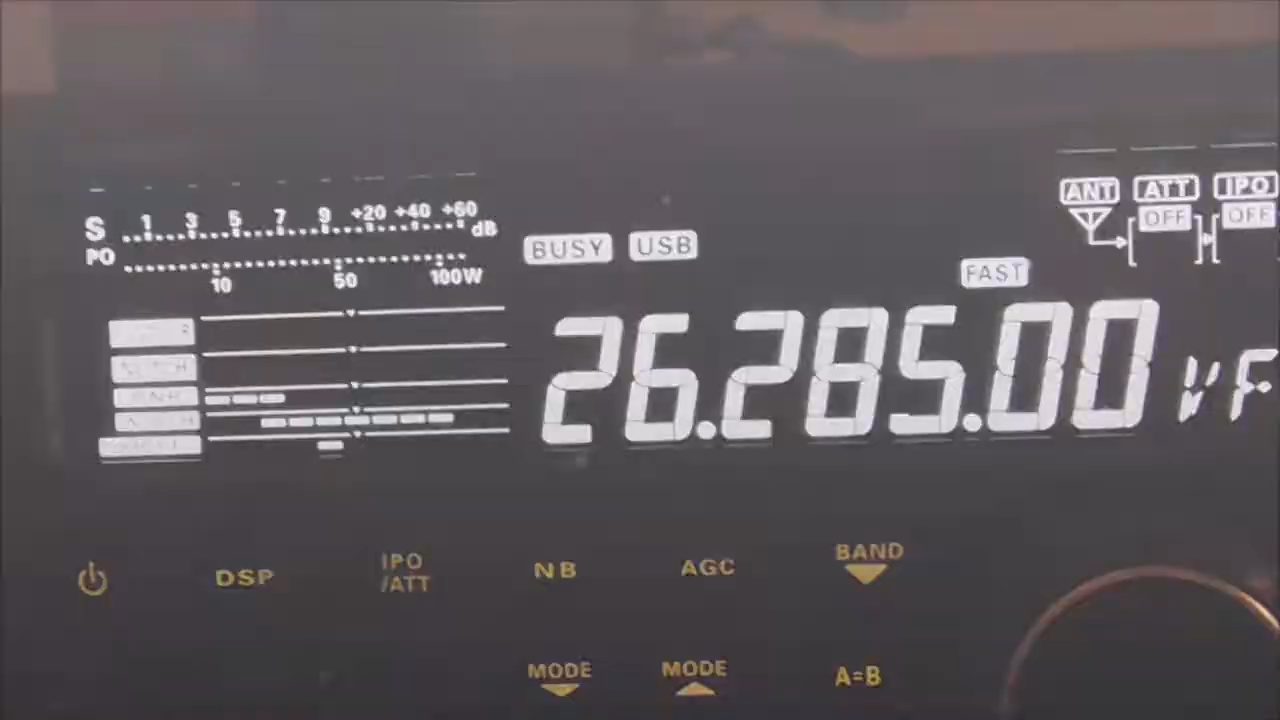 ANT ATT IPO
S 1 3 5 7 9 +20 +40 +60 dB
OFF OFF
PO 10 50 100W
BUSY USB
FAST
26.285.00
DSP IPO /ATT NB AGC BAND
MODE MODE A=B